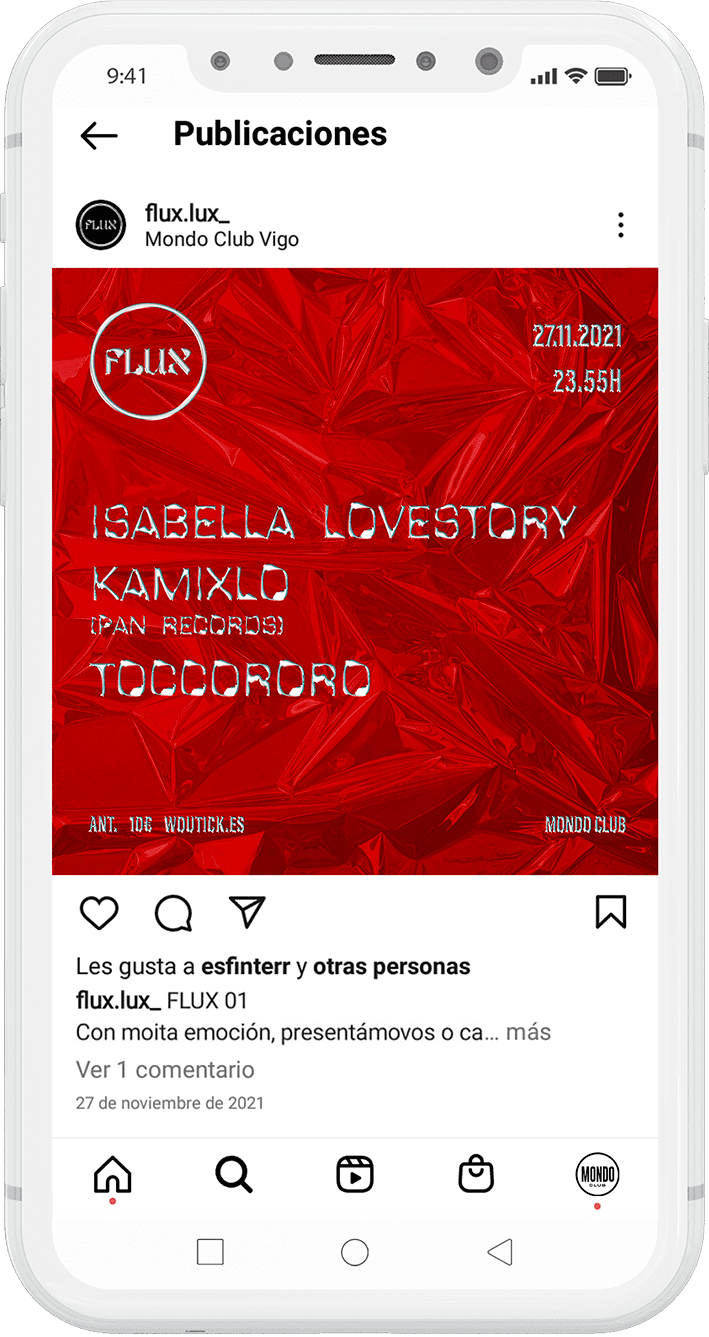 9:41
Publicaciones
FLUX
flux.lux_
Mondo Club Vigo
FLUX
27.11.2021
23.55H
ISABELLA LOVESTORY
KAMIXLO
(PAN RECORDS)
TOCCORORO
ANT. 10€ WOUTICK.ES
MONDO CLUB
Les gusta a esfinterr y otras personas
flux.lux_ FLUX 01
Con moita emoción, presentámovos o ca... más
Ver 1 comentario
27 de noviembre de 2021
MONDO
CLUB